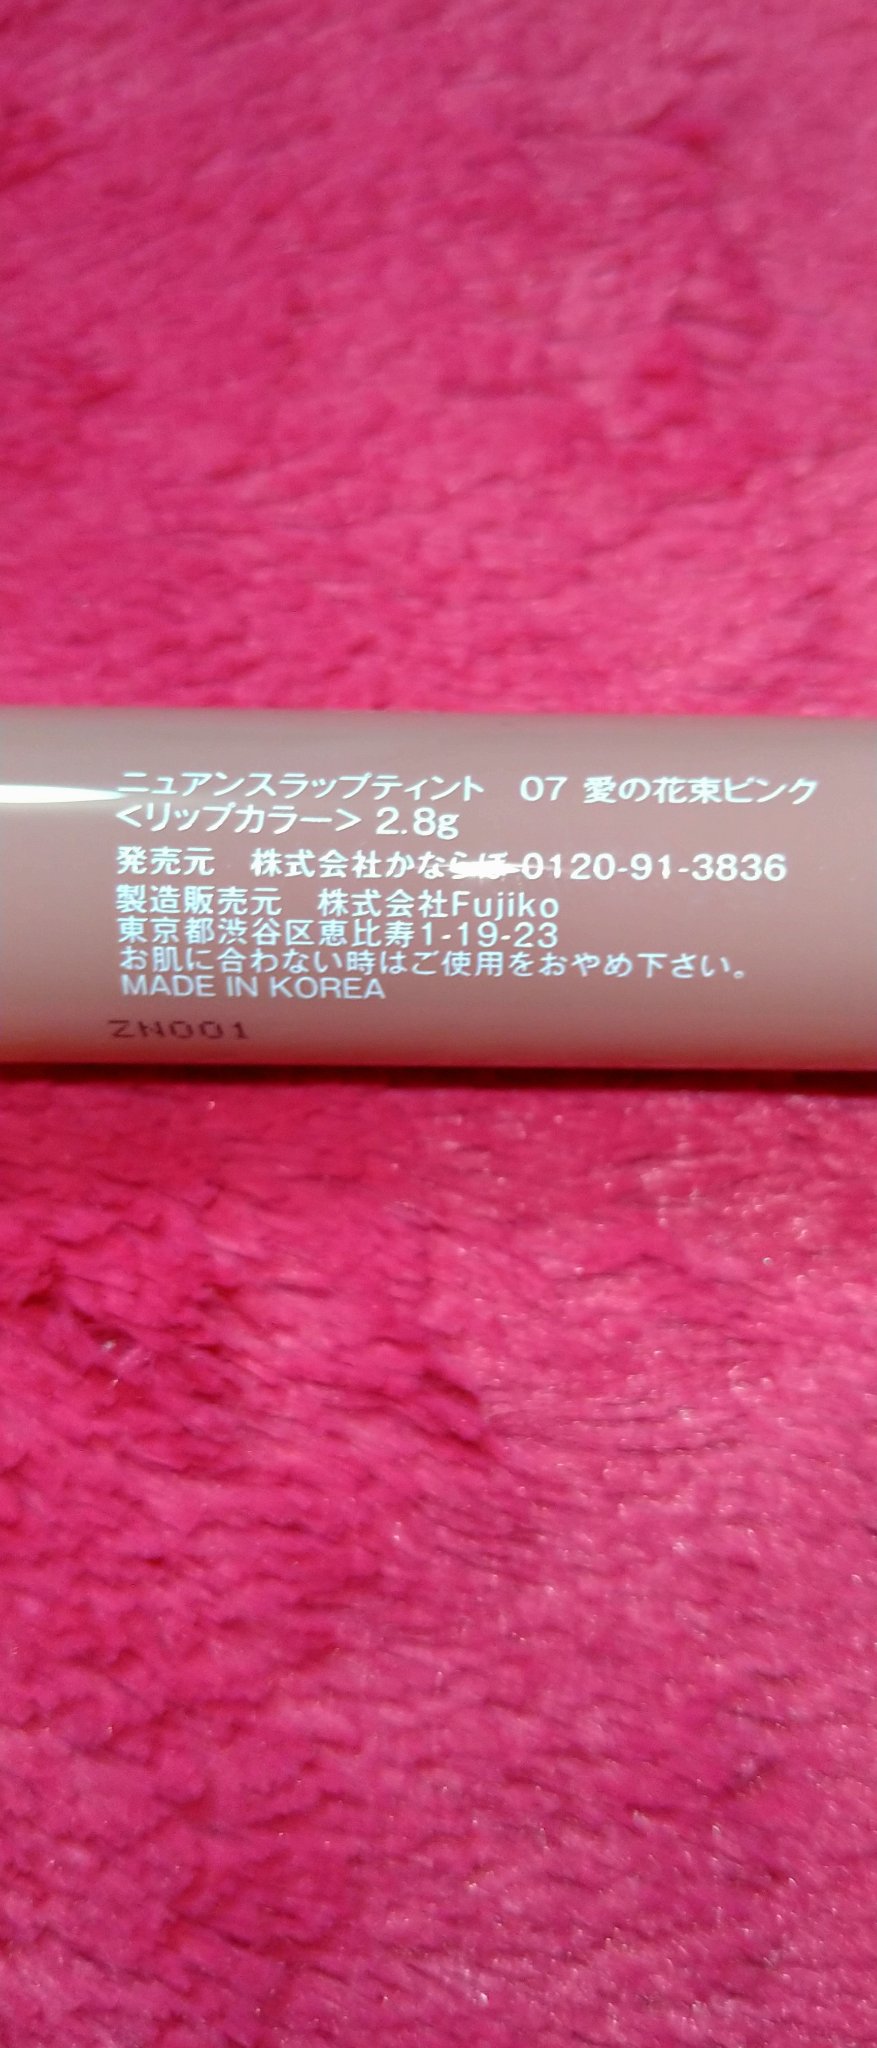 ニュアンスラップティント　07 愛の花束ピンク
<リップカラー> 2.8g
発売元　株式会社かならぼ 0120-91-3836
製造販売元　株式会社Fujiko
東京都渋谷区恵比寿1-19-23
お肌に合わない時はご使用をおやめ下さい。
MADE IN KOREA
ZN001